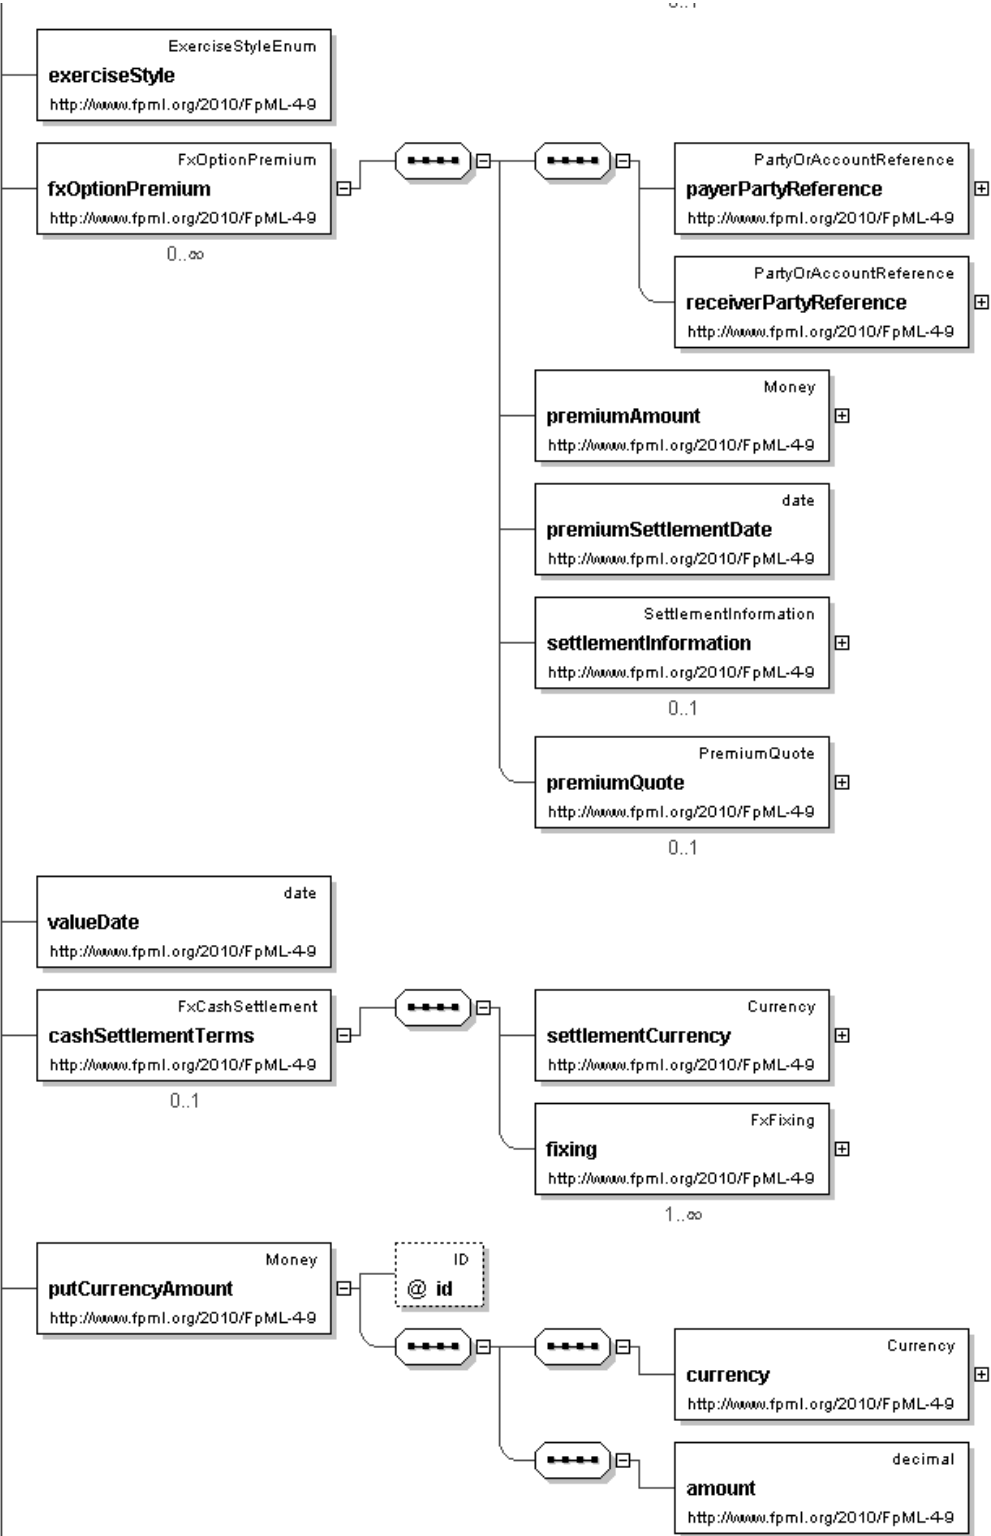 0..1
ExerciseStyleEnum
exerciseStyle
http://www.fpml.org/2010/FpML-4-9
FxOptionPremium
fxOptionPremium
http://www.fpml.org/2010/FpML-4-9
0..∞
PartyOrAccountReference
payerPartyReference
http://www.fpml.org/2010/FpML-4-9
PartyOrAccountReference
receiverPartyReference
http://www.fpml.org/2010/FpML-4-9
Money
premiumAmount
http://www.fpml.org/2010/FpML-4-9
date
premiumSettlementDate
http://www.fpml.org/2010/FpML-4-9
SettlementInformation
settlementInformation
http://www.fpml.org/2010/FpML-4-9
0..1
PremiumQuote
premiumQuote
http://www.fpml.org/2010/FpML-4-9
0..1
date
valueDate
http://www.fpml.org/2010/FpML-4-9
FxCashSettlement
cashSettlementTerms
http://www.fpml.org/2010/FpML-4-9
0..1
Currency
settlementCurrency
http://www.fpml.org/2010/FpML-4-9
FxFixing
fixing
http://www.fpml.org/2010/FpML-4-9
1..∞
Money
putCurrencyAmount
http://www.fpml.org/2010/FpML-4-9
ID
@ id
Currency
currency
http://www.fpml.org/2010/FpML-4-9
decimal
amount
http://www.fpml.org/2010/FpML-4-9